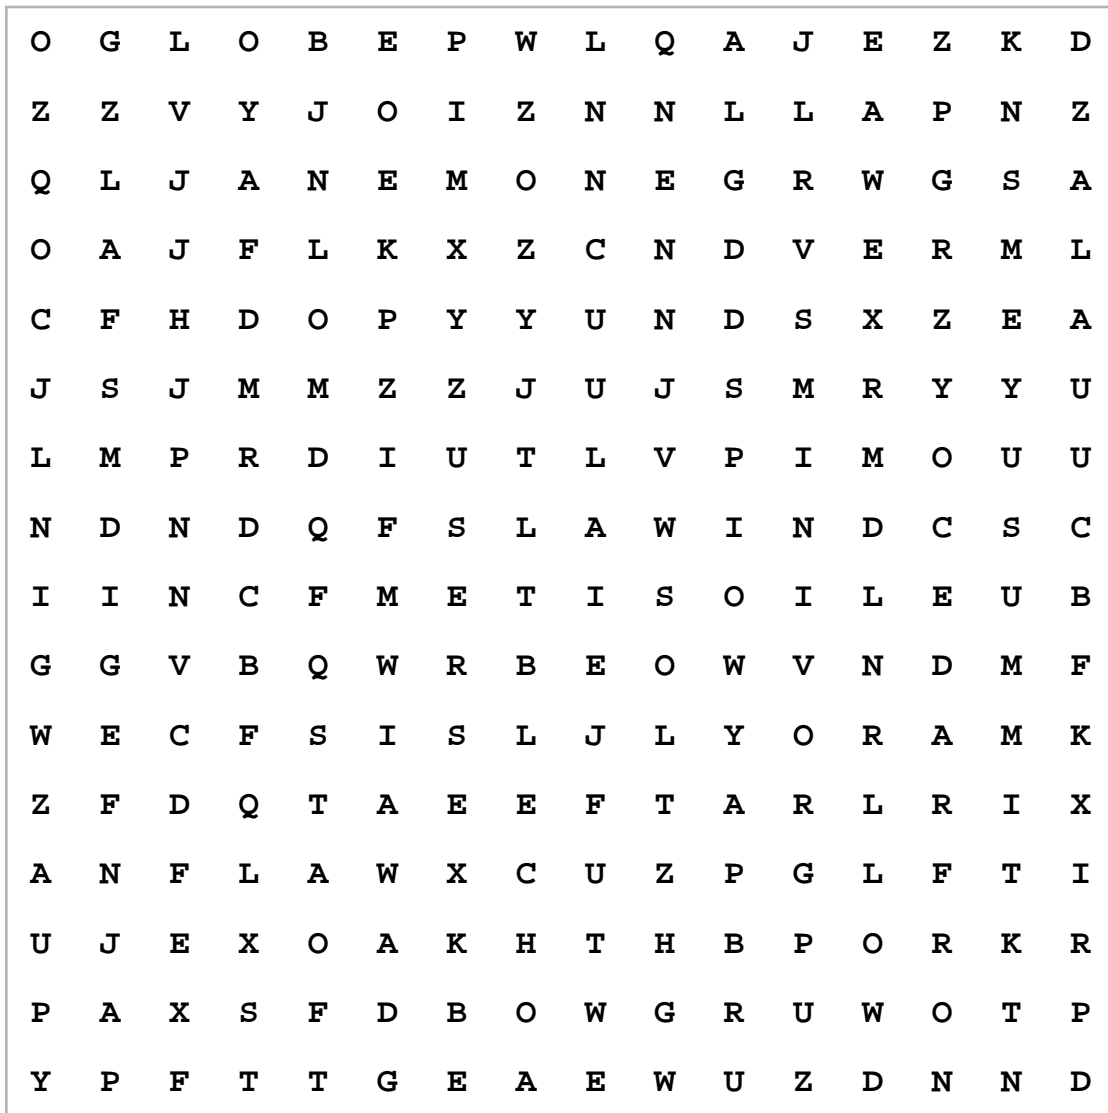 O G L O B E P W L Q A J E Z K D
Z Z V Y J O I Z N N L L A P N Z
Q L J A N E M O N E G R W G S A
O A J F L K X Z C N D V E R M L
C F H D O P Y Y U N D S X Z E A
J S J M M Z Z J U J S M R Y Y U
L M P R D I U T L V P I M O U U
N D N D Q F S L A W I N D C S C
I I N C F M E T I S O I L E U B
G G V B Q W R B E O W V N D M F
W E C F S I S L J L Y O R A M K
Z F D Q T A E E F T A R L R I X
A N F L A W X C U Z P G L F T I
U J E X O A K H T H B P O R K R
P A X S F D B O W G R U W O T P
Y P F T T G E A E W U Z D N N D